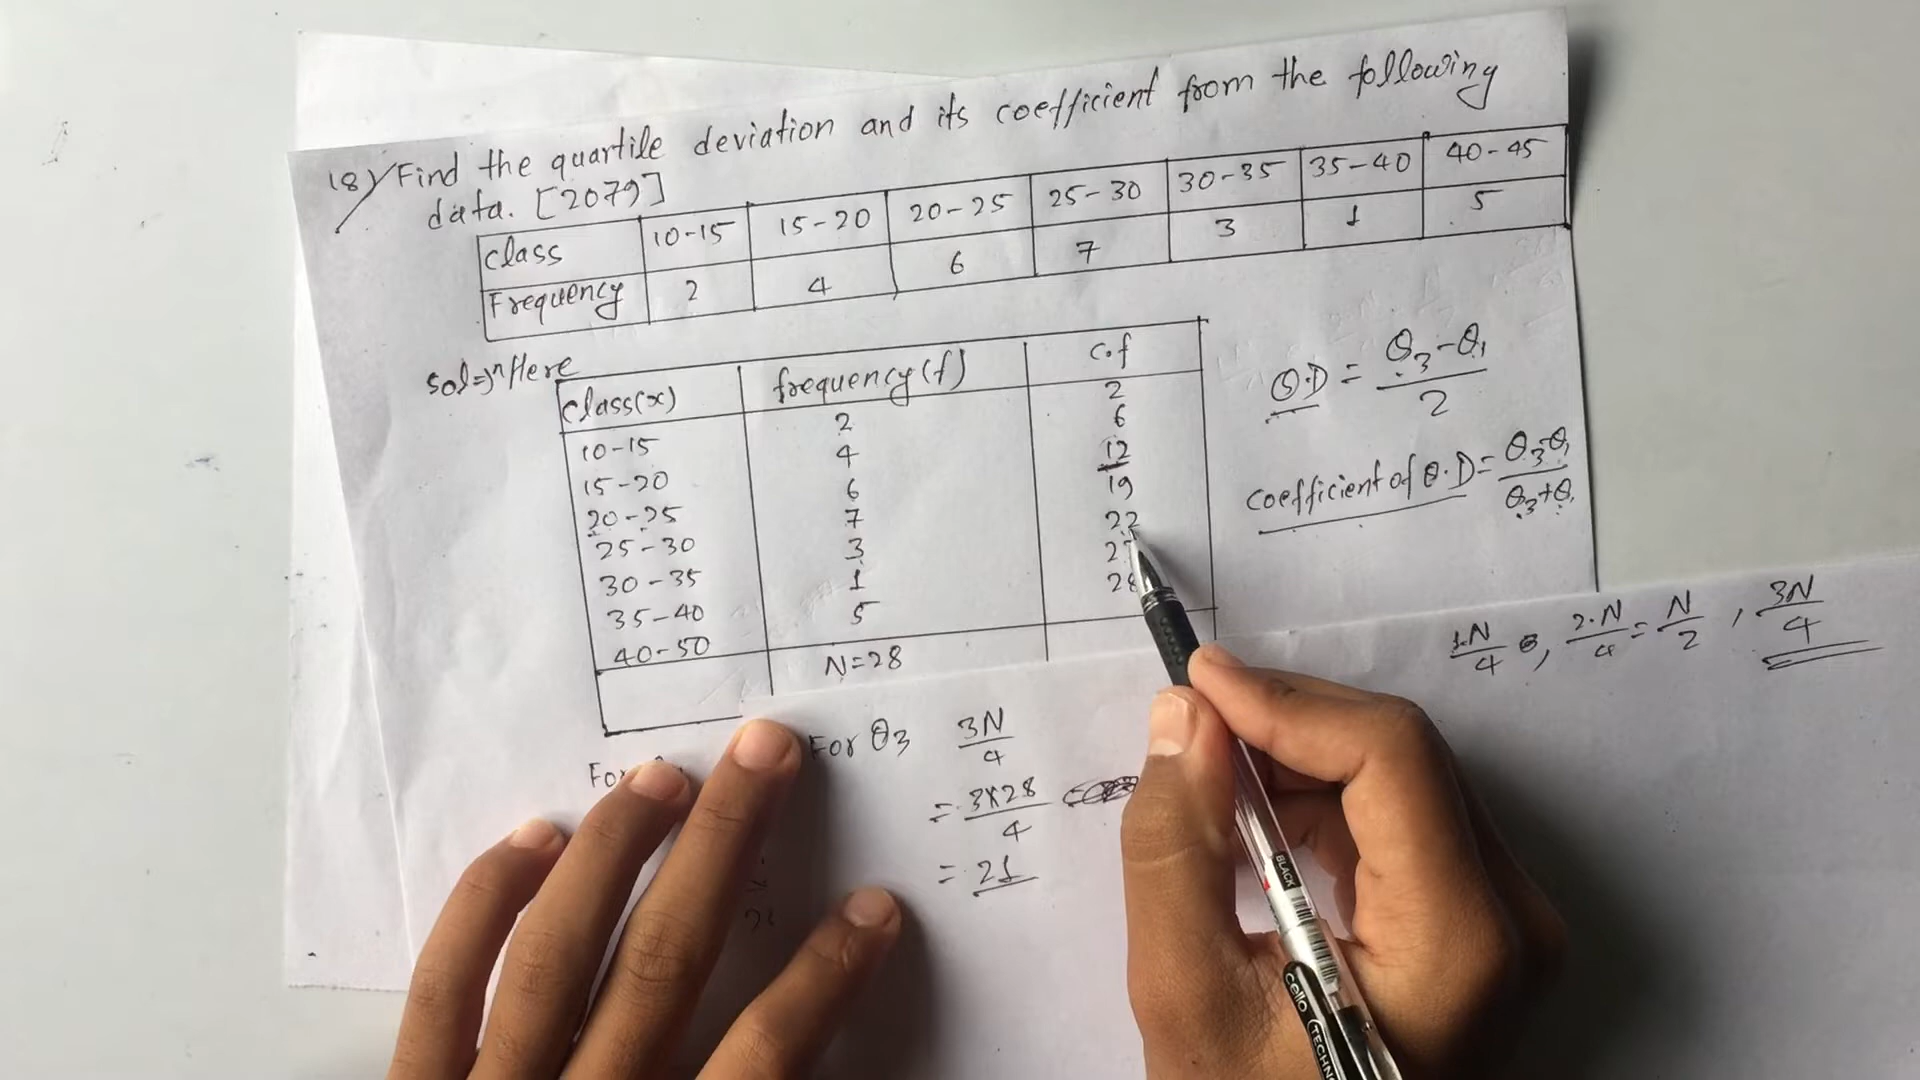 18) Find the quartile deviation and its coefficient from the following
data. [2079]
class 10-15 15-20 20-25 25-30 30-35 35-40 40-45
Frequency 2 4 6 7 3 1 5
Sol=>n Here
class(x) frequency(f) c.f
10-15 2 2
15-20 4 6
20-25 6 12
25-30 7 19
30-35 3 22
35-40 1
40-50 5 28
N=28
Q.D = Q3-Q1 / 2
coefficient of Q.D = Q3-Q1 / Q3+Q1
1.N/4, 2.N/4 = N/2, 3N/4
For
For Q3 3N/4
= 3x28/4
= 21
BLACK
cello